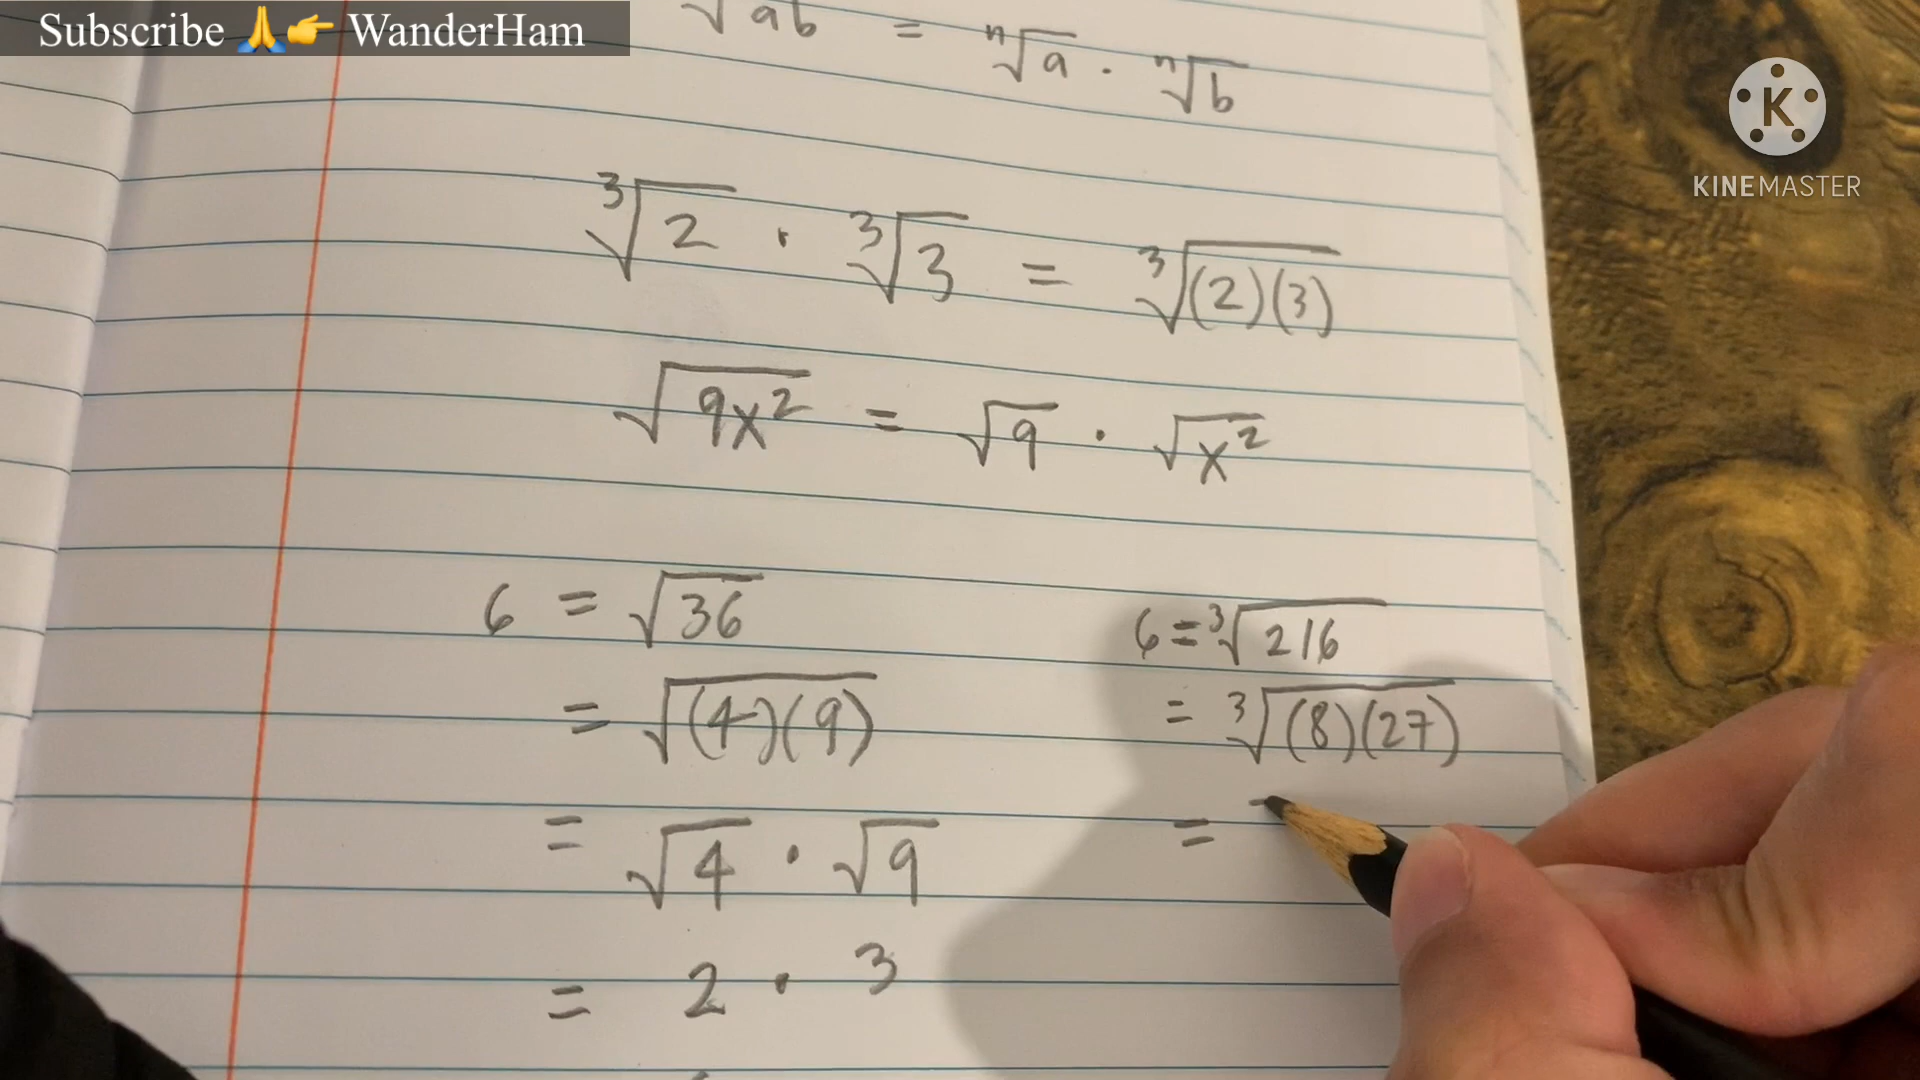 Subscribe 🙏👉 WanderHam
√ab = ⁿ√a · ⁿ√b
K
KINEMASTER
³√2 · ³√3 = ³√(2)(3)
√9x² = √9 · √x²
6 = √36
= √(4)(9)
= √4 · √9
= 2 · 3
6 = ³√216
= ³√(8)(27)
=